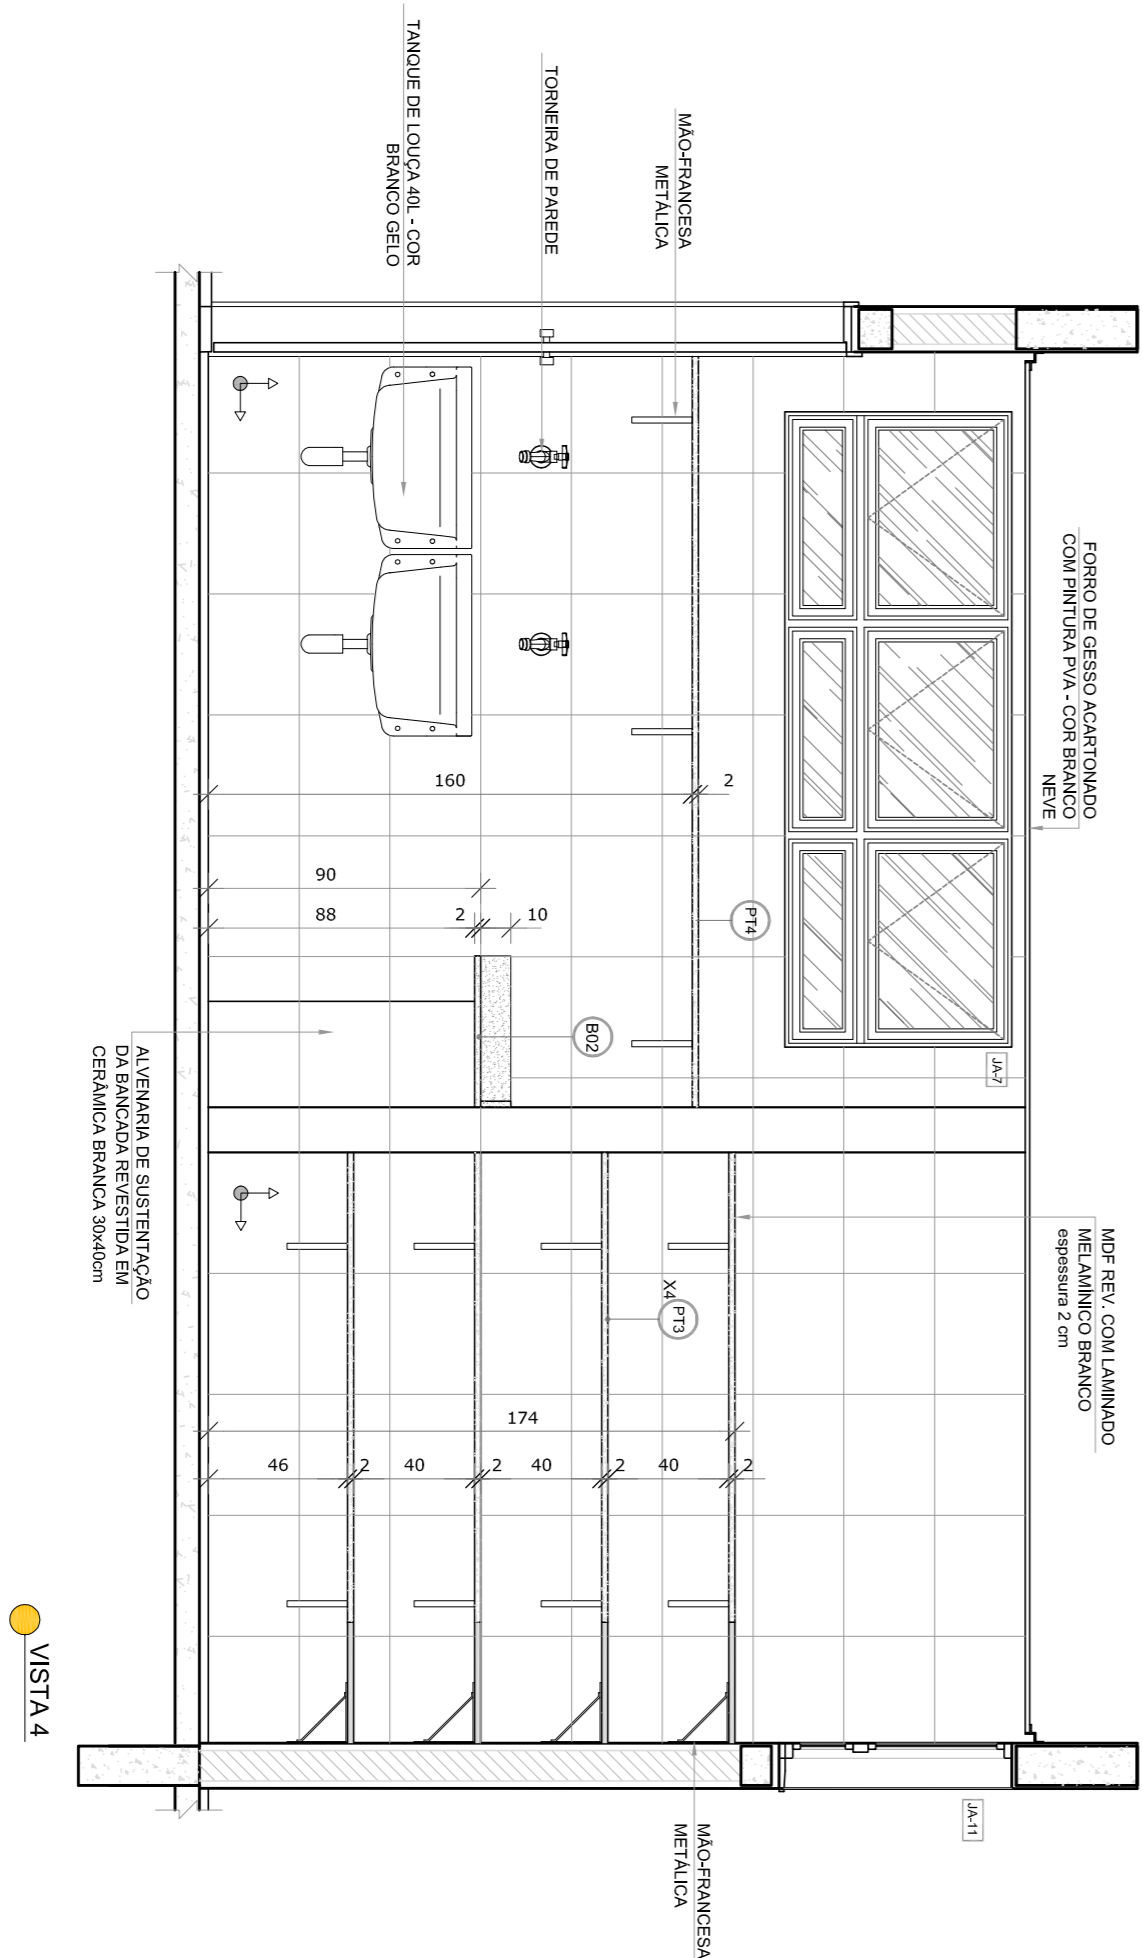 TANQUE DE LOUÇA 40L - COR
BRANCO GELO
TORNEIRA DE PAREDE
MÃO-FRANCESA
METÁLICA
FORRO DE GESSO ACARTONADO
COM PINTURA PVA - COR BRANCO
NEVE
160
2
90
88
2
10
PT4
B02
JA-7
ALVENARIA DE SUSTENTAÇÃO
DA BANCADA REVESTIDA EM
CERÂMICA BRANCA 30x40cm
MDF REV. COM LAMINADO
MELAMÍNICO BRANCO
espessura 2 cm
PT3
X4
174
46
2
40
2
40
2
40
2
JA-11
MÃO-FRANCESA
METÁLICA
VISTA 4